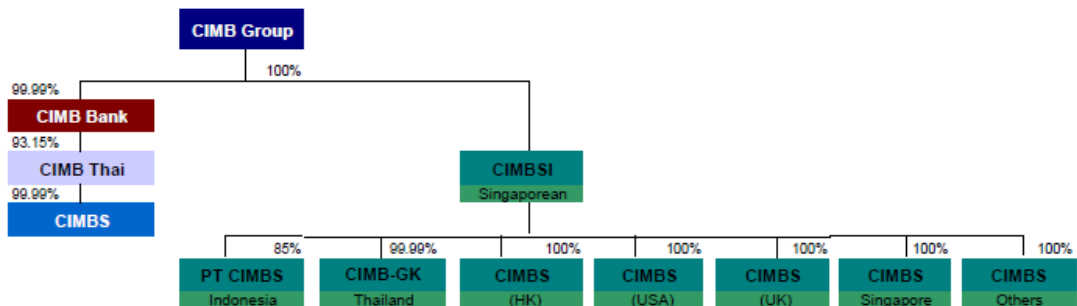 CIMB Group
100%
99.99%
CIMB Bank
93.15%
CIMB Thai
CIMBSI
Singaporean
99.99%
CIMBS
85%
99.99%
100%
100%
100%
100%
100%
PT CIMBS
Indonesia
CIMB-GK
Thailand
CIMBS
(HK)
CIMBS
(USA)
CIMBS
(UK)
CIMBS
Singapore
CIMBS
Others